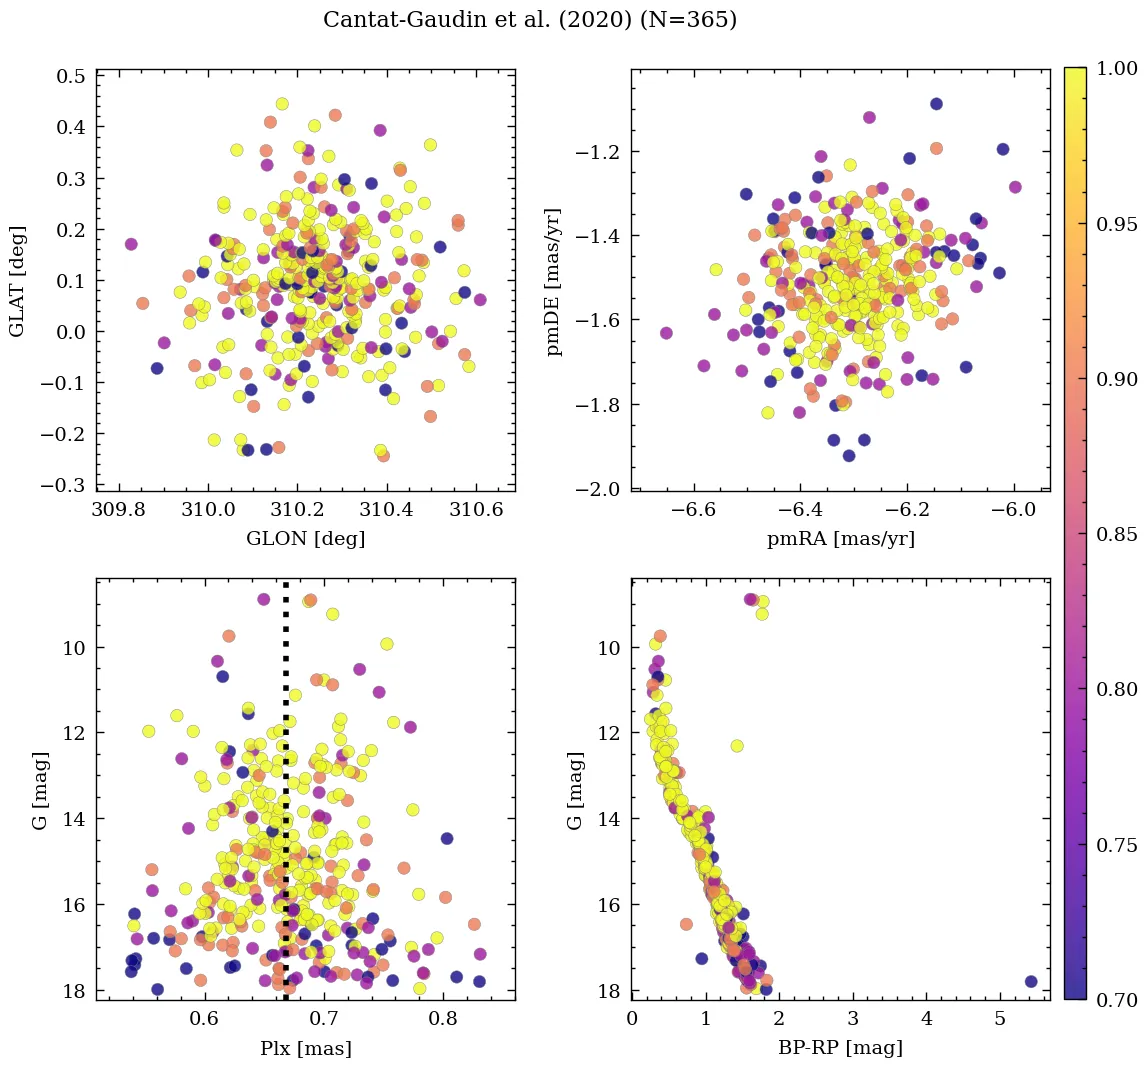 Cantat-Gaudin et al. (2020) (N=365)
0.5
0.4
0.3
0.2
0.1
0.0
−0.1
−0.2
−0.3
GLAT [deg]
309.8 310.0 310.2 310.4 310.6
GLON [deg]
−1.2
−1.4
−1.6
−1.8
−2.0
pmDE [mas/yr]
−6.6 −6.4 −6.2 −6.0
pmRA [mas/yr]
10
12
14
16
18
G [mag]
0.6 0.7 0.8
Plx [mas]
10
12
14
16
18
G [mag]
0 1 2 3 4 5
BP-RP [mag]
1.00
0.95
0.90
0.85
0.80
0.75
0.70